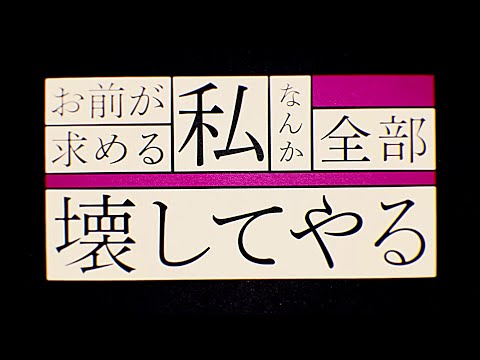 お前が
求める
私
なんか
全部
壊してやる